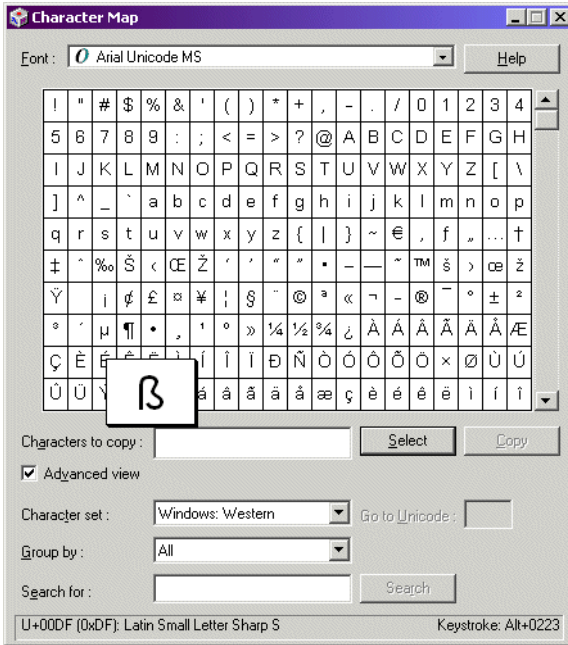 Character Map
Font : O Arial Unicode MS Help
! " # $ % & ' ( ) * + , - . / 0 1 2 3 4
5 6 7 8 9 : ; < = > ? @ A B C D E F G H
I J K L M N O P Q R S T U V W X Y Z [ \
] ^ _ ` a b c d e f g h i j k l m n o p
q r s t u v w x y z { | } ~ € ‚ ƒ „ … †
‡ ˆ ‰ Š ‹ Œ Ž ‘ ’ “ ” • – — ˜ ™ š › œ ž
Ÿ ¡ ¢ £ ¤ ¥ ¦ § ¨ © ª « ¬ - ® ¯ ° ± ²
³ ´ µ ¶ • ¸ ¹ º » ¼ ½ ¾ ¿ À Á Â Ã Ä Å Æ
Ç È É Ê Ë Ì Í Î Ï Ð Ñ Ò Ó Ô Õ Ö × Ø Ù Ú
Û Ü ß á â ã ä å æ ç è é ê ë ì í î
Characters to copy : Select Copy
Advanced view
Character set : Windows: Western Go to Unicode :
Group by : All
Search for : Search
U+00DF (0xDF): Latin Small Letter Sharp S Keystroke: Alt+0223